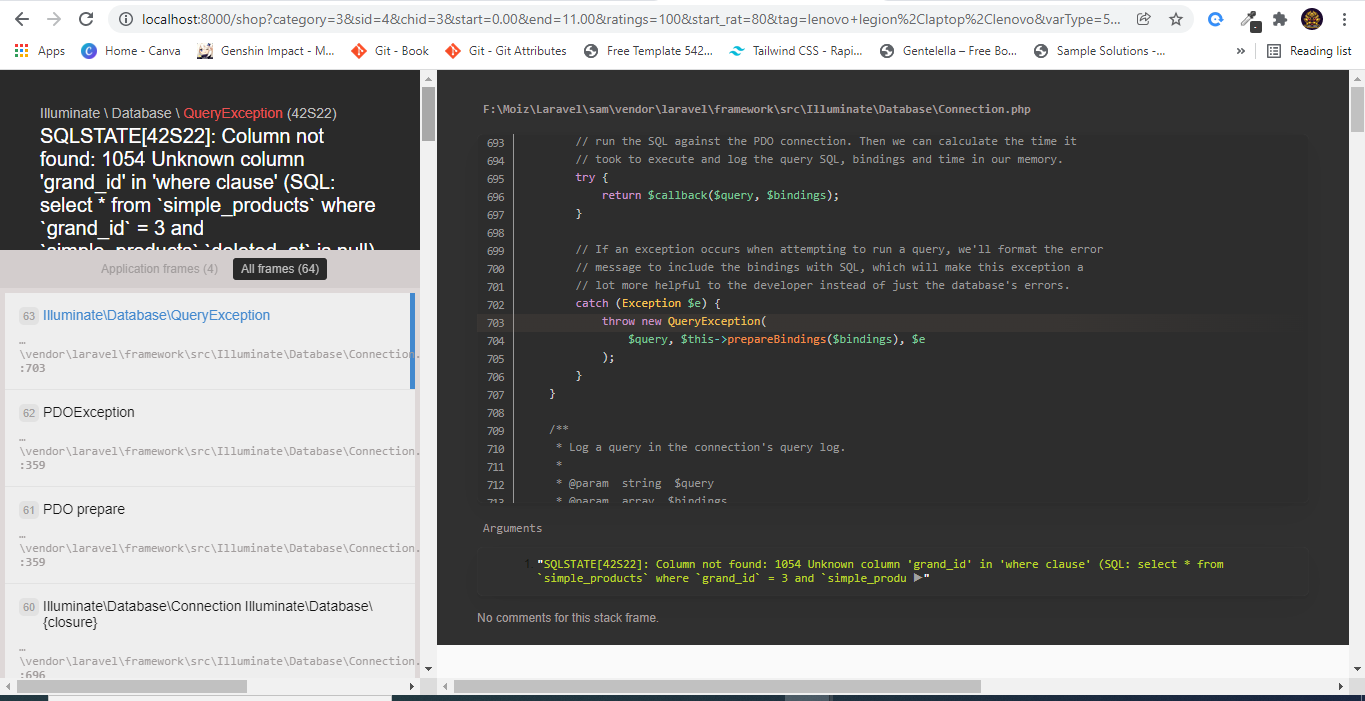 localhost:8000/shop?category=3&sid=4&chid=3&start=0.00&end=11.00&ratings=100&start_rat=80&tag=lenovo+legion%2Claptop%2Clenovo&varType=5...
Apps
Home - Canva
Genshin Impact - M...
Git - Book
Git - Git Attributes
Free Template 542...
Tailwind CSS - Rapi...
Gentelella – Free Bo...
Sample Solutions -...
»
Reading list
Illuminate \ Database \ QueryException (42S22)
SQLSTATE[42S22]: Column not
found: 1054 Unknown column
'grand_id' in 'where clause' (SQL:
select * from `simple_products` where
`grand_id` = 3 and
`simple_products`.`deleted_at` is null)
Application frames (4)
All frames (64)
63 Illuminate\Database\QueryException
…
\vendor\laravel\framework\src\Illuminate\Database\Connection.
:703
62 PDOException
…
\vendor\laravel\framework\src\Illuminate\Database\Connection.
:359
61 PDO prepare
…
\vendor\laravel\framework\src\Illuminate\Database\Connection.
:359
60 Illuminate\Database\Connection Illuminate\Database\
{closure}
…
\vendor\laravel\framework\src\Illuminate\Database\Connection.
:696
F:\Moiz\Laravel\sam\vendor\laravel\framework\src\Illuminate\Database\Connection.php
693 // run the SQL against the PDO connection. Then we can calculate the time it
694 // took to execute and log the query SQL, bindings and time in our memory.
695 try {
696 return $callback($query, $bindings);
697 }
698
699 // If an exception occurs when attempting to run a query, we'll format the error
700 // message to include the bindings with SQL, which will make this exception a
701 // lot more helpful to the developer instead of just the database's errors.
702 catch (Exception $e) {
703 throw new QueryException(
704 $query, $this->prepareBindings($bindings), $e
705 );
706 }
707 }
708
709 /**
710 * Log a query in the connection's query log.
711 *
712 * @param string $query
713 * @param array $bindings
Arguments
1. "SQLSTATE[42S22]: Column not found: 1054 Unknown column 'grand_id' in 'where clause' (SQL: select * from
`simple_products` where `grand_id` = 3 and `simple_produ ▶"
No comments for this stack frame.